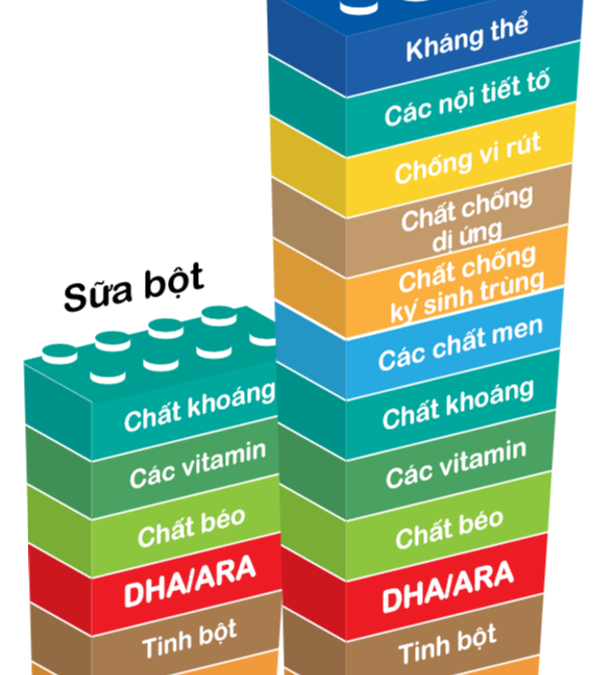 Sữa bột
Chất khoáng
Các vitamin
Chất béo
DHA/ARA
Tinh bột
Kháng thể
Các nội tiết tố
Chống vi rút
Chất chống
dị ứng
Chất chống
ký sinh trùng
Các chất men
Chất khoáng
Các vitamin
Chất béo
DHA/ARA
Tinh bột